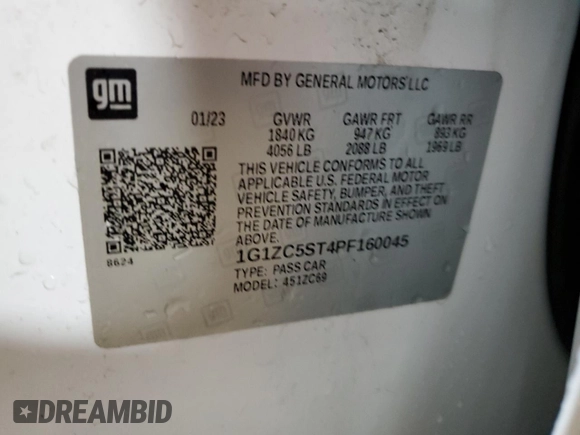 gm
MFD BY GENERAL MOTORS LLC
01/23 GVWR GAWR FRT GAWR RR
1840 KG 947 KG 893 KG
4056 LB 2088 LB 1969 LB
THIS VEHICLE CONFORMS TO ALL
APPLICABLE U.S. FEDERAL MOTOR
VEHICLE SAFETY, BUMPER, AND THEFT
PREVENTION STANDARDS IN EFFECT ON
THE DATE OF MANUFACTURE SHOWN
ABOVE.
1G1ZC5ST4PF160045
8624
TYPE: PASS CAR
MODEL: 451ZC69
DREAMBID